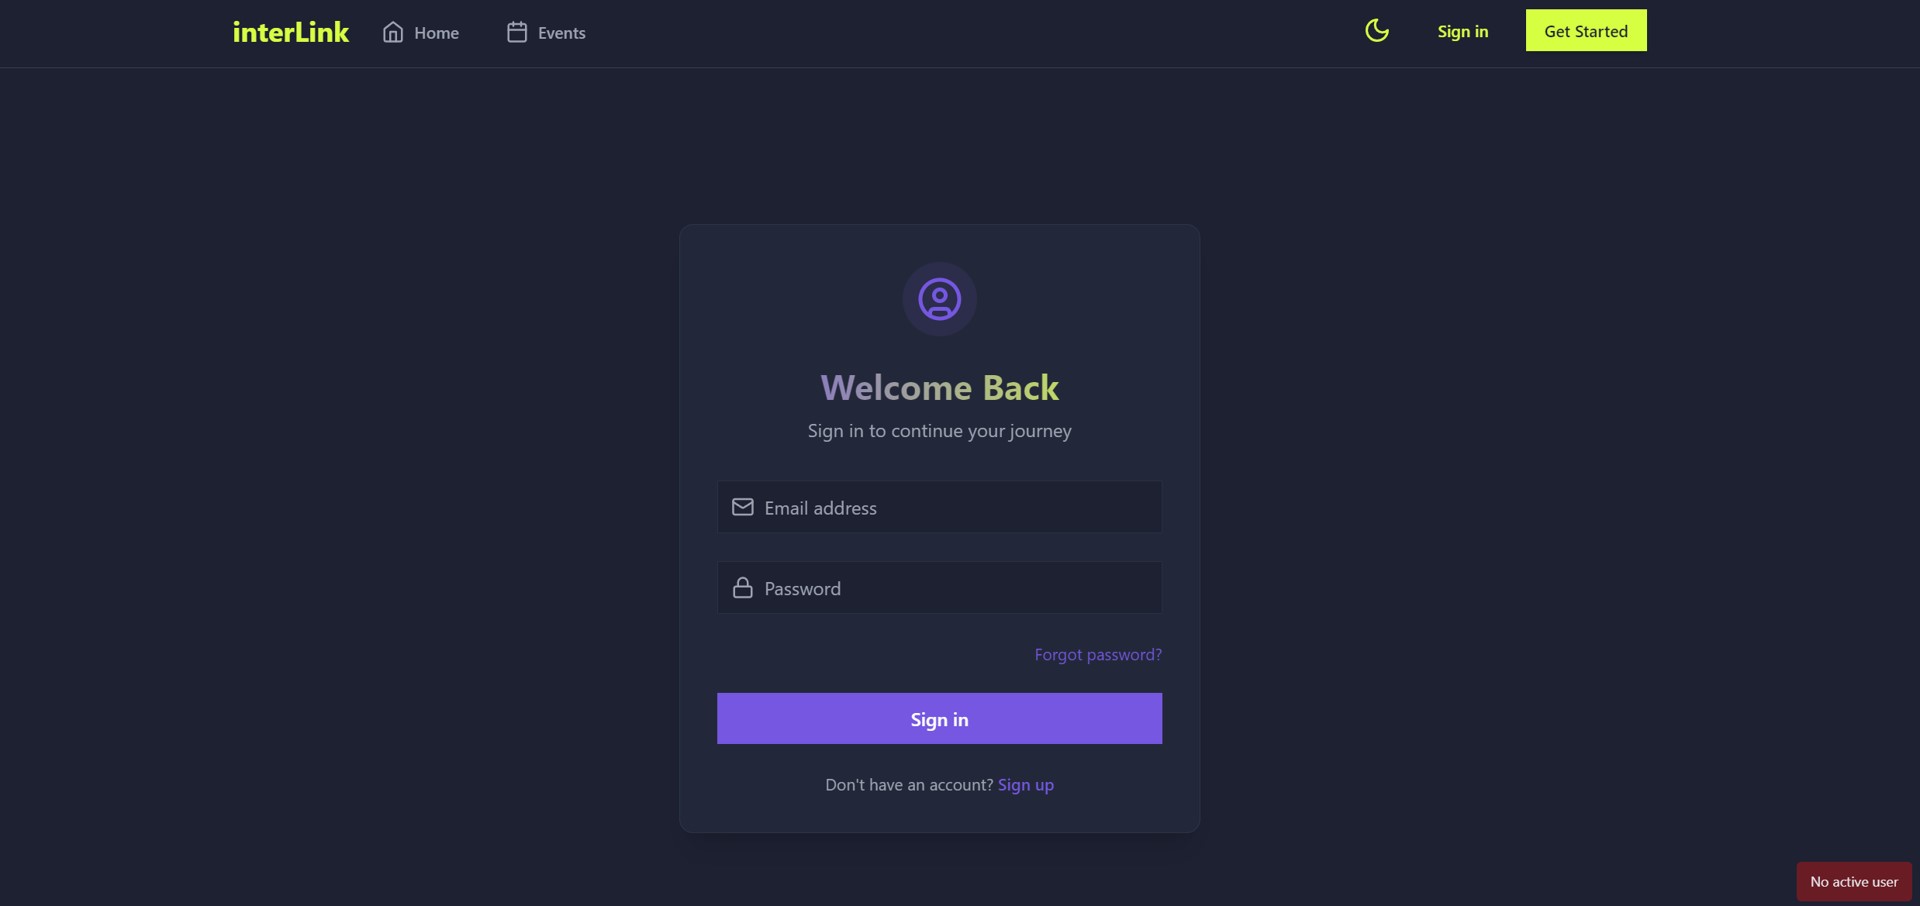 interLink
Home
Events
Sign in
Get Started
Welcome Back
Sign in to continue your journey
Email address
Password
Forgot password?
Sign in
Don't have an account? Sign up
No active user